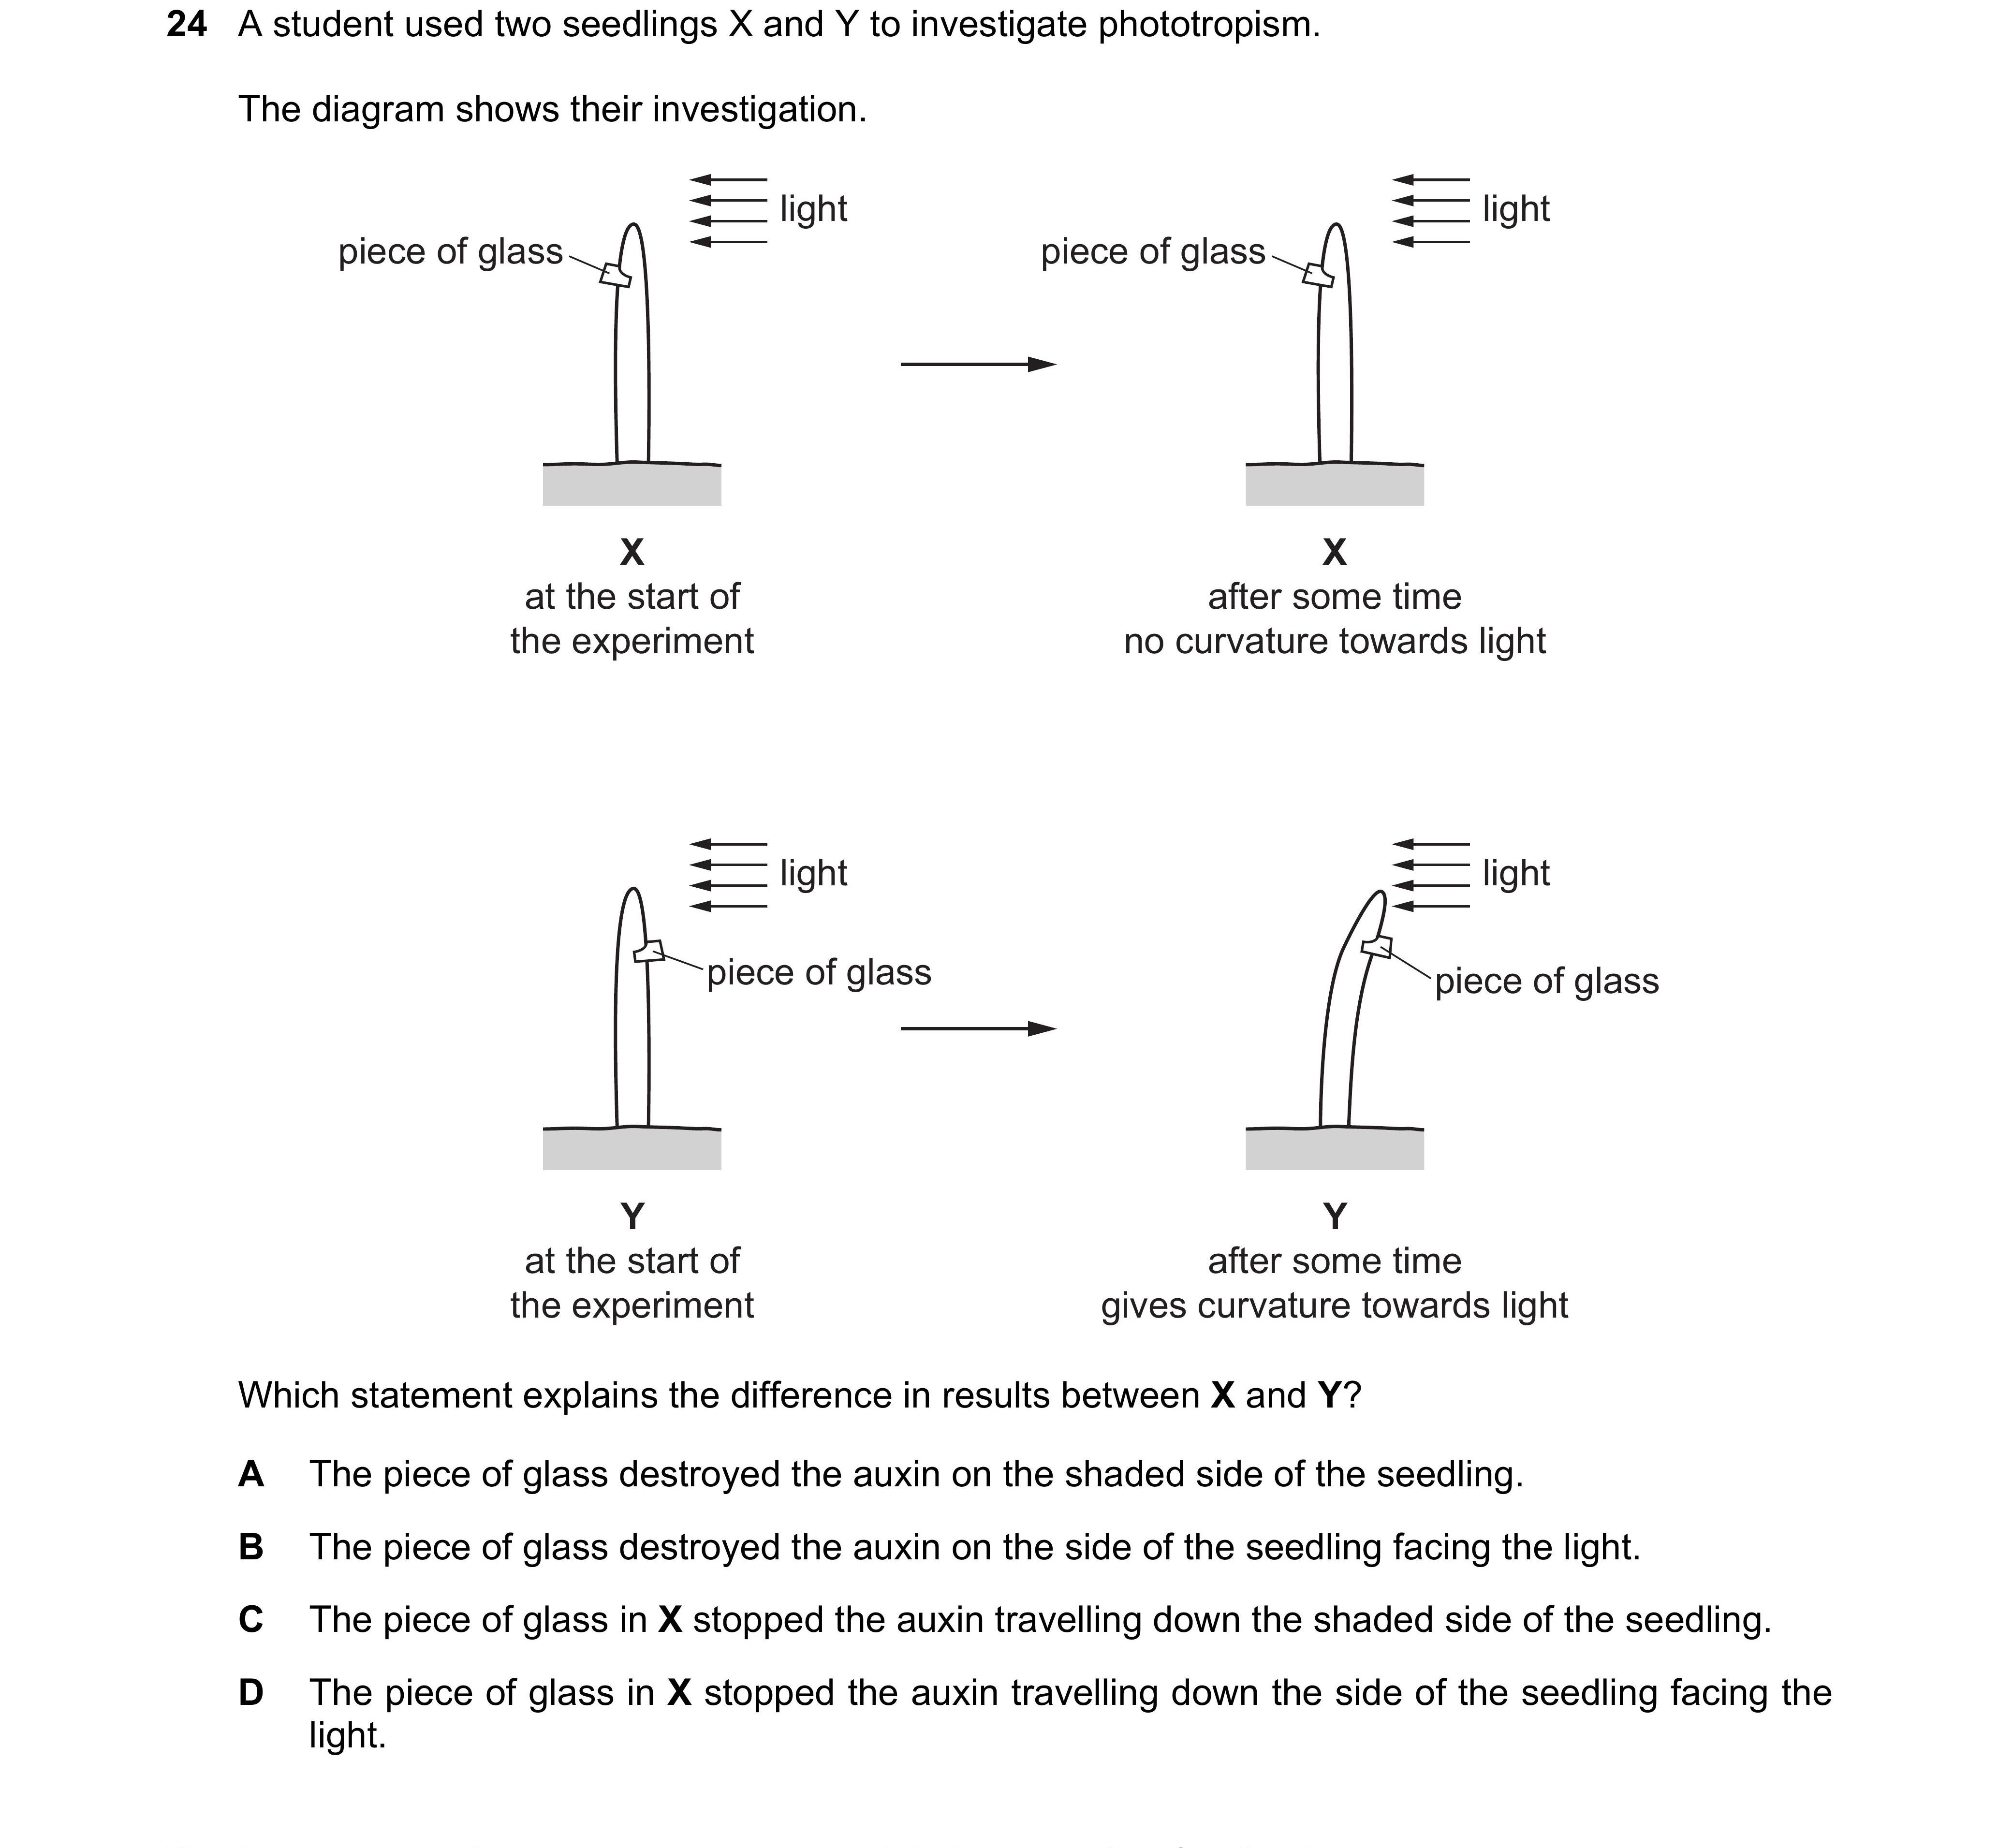 24 A student used two seedlings X and Y to investigate phototropism.
The diagram shows their investigation.
light
piece of glass
light
piece of glass
X
at the start of
the experiment
X
after some time
no curvature towards light
light
piece of glass
light
piece of glass
Y
at the start of
the experiment
Y
after some time
gives curvature towards light
Which statement explains the difference in results between X and Y?
A The piece of glass destroyed the auxin on the shaded side of the seedling.
B The piece of glass destroyed the auxin on the side of the seedling facing the light.
C The piece of glass in X stopped the auxin travelling down the shaded side of the seedling.
D The piece of glass in X stopped the auxin travelling down the side of the seedling facing the
light.